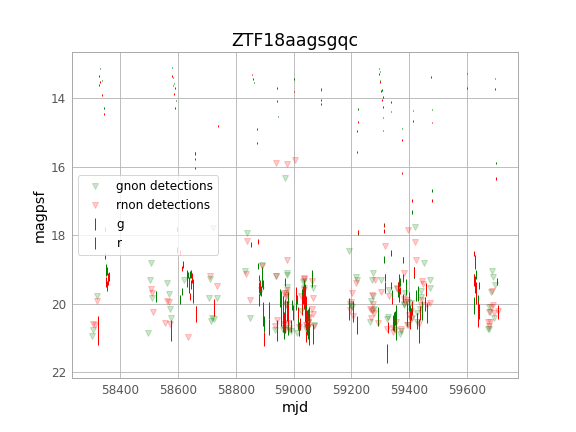 ZTF18aagsgqc
magpsf
14
16
18
20
22
gnon detections
rnon detections
g
r
58400 58600 58800 59000 59200 59400 59600
mjd